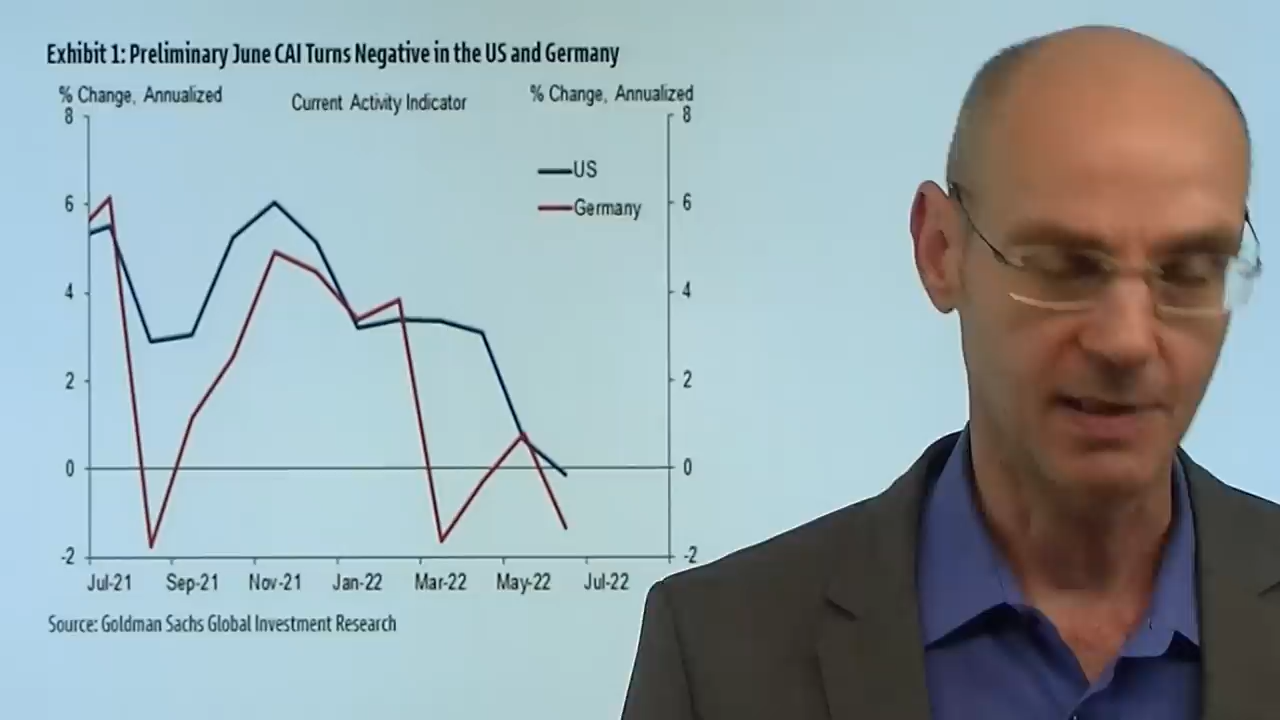 Exhibit 1: Preliminary June CAI Turns Negative in the US and Germany
% Change, Annualized
Current Activity Indicator
% Change, Annualized
8
8
US
6
6
Germany
4
4
2
2
0
0
-2
-2
Jul-21 Sep-21 Nov-21 Jan-22 Mar-22 May-22 Jul-22
Source: Goldman Sachs Global Investment Research